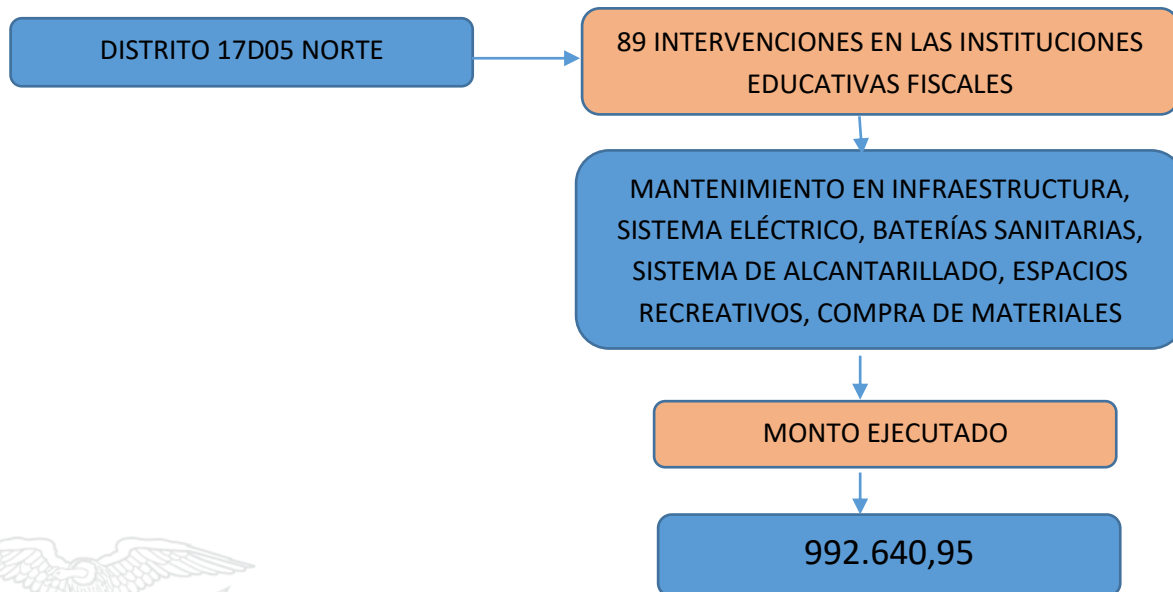 DISTRITO 17D05 NORTE
89 INTERVENCIONES EN LAS INSTITUCIONES
EDUCATIVAS FISCALES
MANTENIMIENTO EN INFRAESTRUCTURA,
SISTEMA ELÉCTRICO, BATERÍAS SANITARIAS,
SISTEMA DE ALCANTARILLADO, ESPACIOS
RECREATIVOS, COMPRA DE MATERIALES
MONTO EJECUTADO
992.640,95